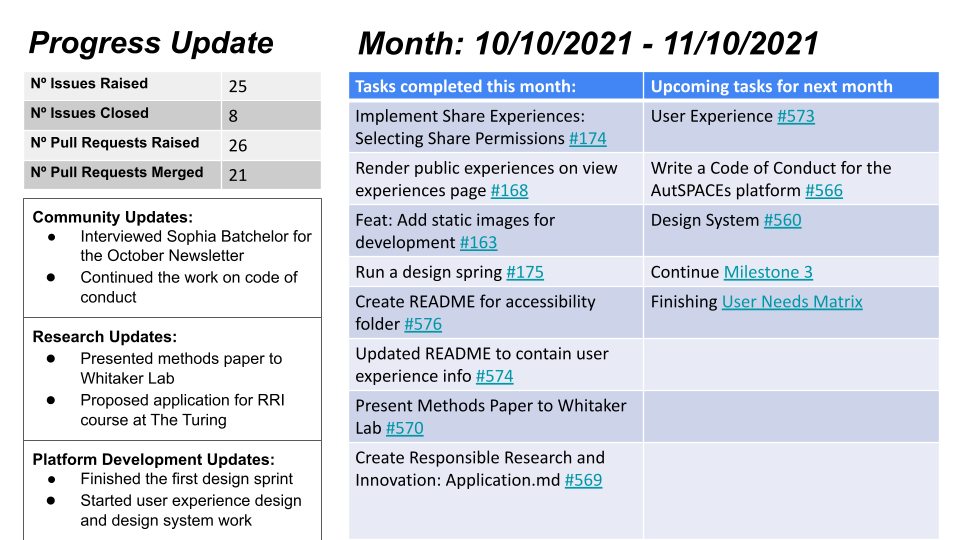 Progress Update
Month: 10/10/2021 - 11/10/2021
Nº Issues Raised 25
Nº Issues Closed 8
Nº Pull Requests Raised 26
Nº Pull Requests Merged 21
Community Updates:
● Interviewed Sophia Batchelor for
the October Newsletter
● Continued the work on code of
conduct
Research Updates:
● Presented methods paper to
Whitaker Lab
● Proposed application for RRI
course at The Turing
Platform Development Updates:
● Finished the first design sprint
● Started user experience design
and design system work
Tasks completed this month:
Upcoming tasks for next month
Implement Share Experiences:
Selecting Share Permissions #174
User Experience #573
Render public experiences on view
experiences page #168
Write a Code of Conduct for the
AutSPACEs platform #566
Feat: Add static images for
development #163
Design System #560
Run a design spring #175
Continue Milestone 3
Create README for accessibility
folder #576
Finishing User Needs Matrix
Updated README to contain user
experience info #574
Present Methods Paper to Whitaker
Lab #570
Create Responsible Research and
Innovation: Application.md #569